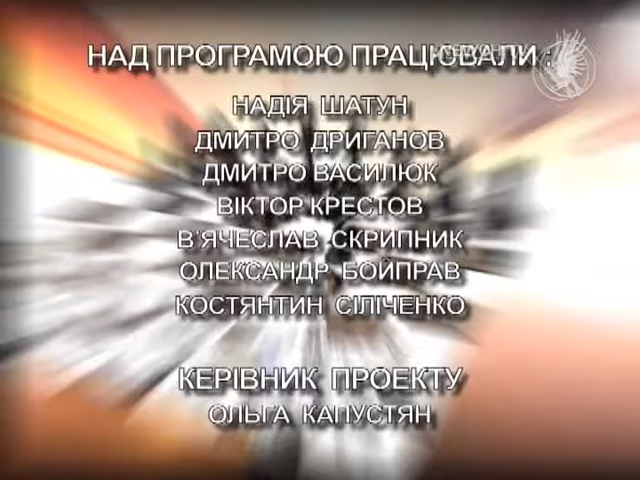 НАД ПРОГРАМОЮ ПРАЦЮВАЛИ :
НАДІЯ ШАТУН
ДМИТРО ДРИГАНОВ
ДМИТРО ВАСИЛЮК
ВІКТОР КРЕСТОВ
В'ЯЧЕСЛАВ СКРИПНИК
ОЛЕКСАНДР БОЙПРАВ
КОСТЯНТИН СІЛІЧЕНКО
КЕРІВНИК ПРОЕКТУ
ОЛЬГА КАПУСТЯН